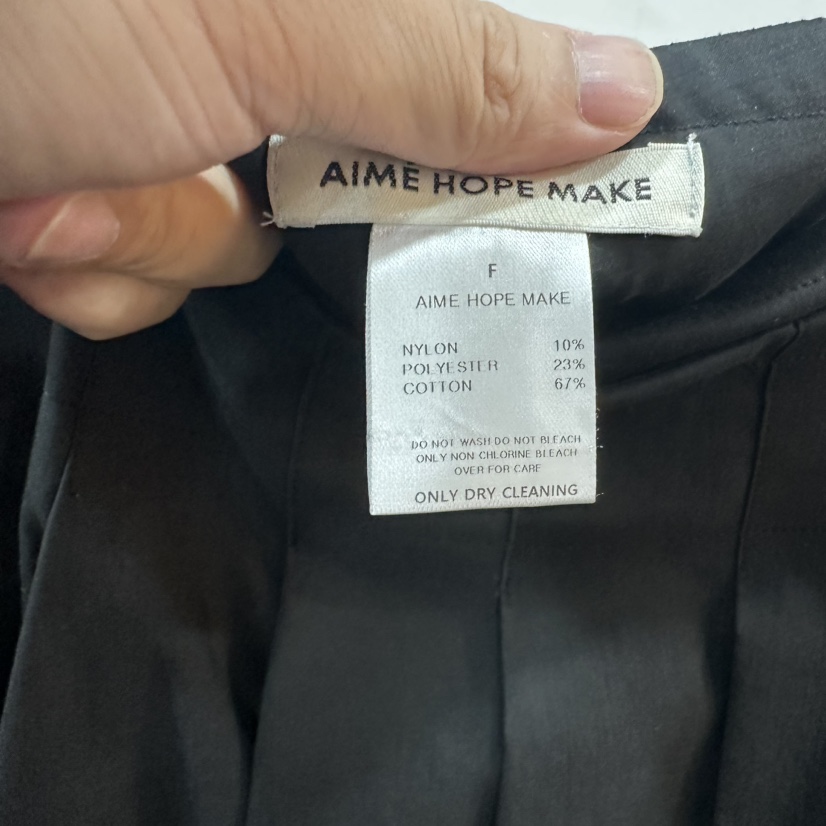 AIMÉ HOPE MAKE
F
AIME HOPE MAKE
NYLON 10%
POLYESTER 23%
COTTON 67%
DO NOT WASH DO NOT BLEACH
ONLY NON CHLORINE BLEACH
OVER FOR CARE
ONLY DRY CLEANING